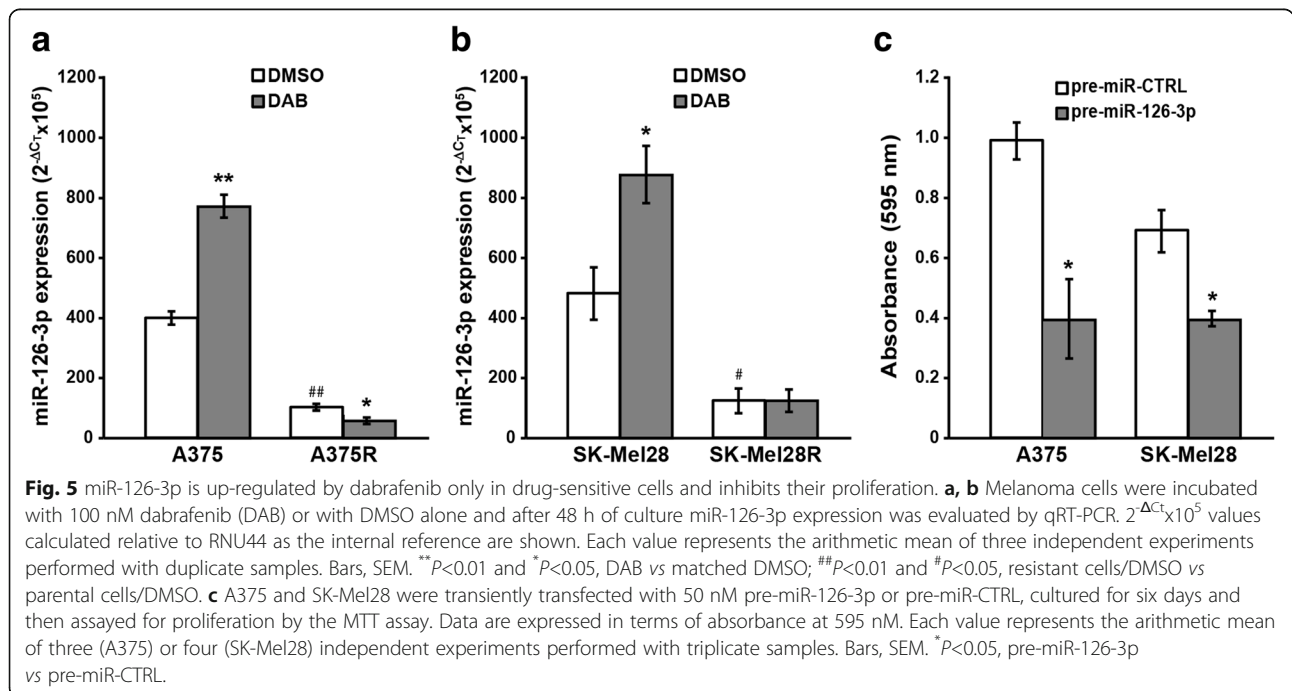 a
1200
1000
800
600
400
200
0
miR-126-3p expression (2^-ΔC_T x10^5)
DMSO
DAB
**
##
*
A375 A375R
b
1200
1000
800
600
400
200
0
miR-126-3p expression (2^-ΔC_T x10^5)
DMSO
DAB
*
#
SK-Mel28 SK-Mel28R
c
1.2
1.0
0.8
0.6
0.4
0.2
0
Absorbance (595 nm)
pre-miR-CTRL
pre-miR-126-3p
*
*
A375 SK-Mel28
Fig. 5 miR-126-3p is up-regulated by dabrafenib only in drug-sensitive cells and inhibits their proliferation. a, b Melanoma cells were incubated
with 100 nM dabrafenib (DAB) or with DMSO alone and after 48 h of culture miR-126-3p expression was evaluated by qRT-PCR. 2^-ΔCt x10^5 values
calculated relative to RNU44 as the internal reference are shown. Each value represents the arithmetic mean of three independent experiments
performed with duplicate samples. Bars, SEM. **P<0.01 and *P<0.05, DAB vs matched DMSO; ##P<0.01 and #P<0.05, resistant cells/DMSO vs
parental cells/DMSO. c A375 and SK-Mel28 were transiently transfected with 50 nM pre-miR-126-3p or pre-miR-CTRL, cultured for six days and
then assayed for proliferation by the MTT assay. Data are expressed in terms of absorbance at 595 nM. Each value represents the arithmetic mean
of three (A375) or four (SK-Mel28) independent experiments performed with triplicate samples. Bars, SEM. *P<0.05, pre-miR-126-3p
vs pre-miR-CTRL.